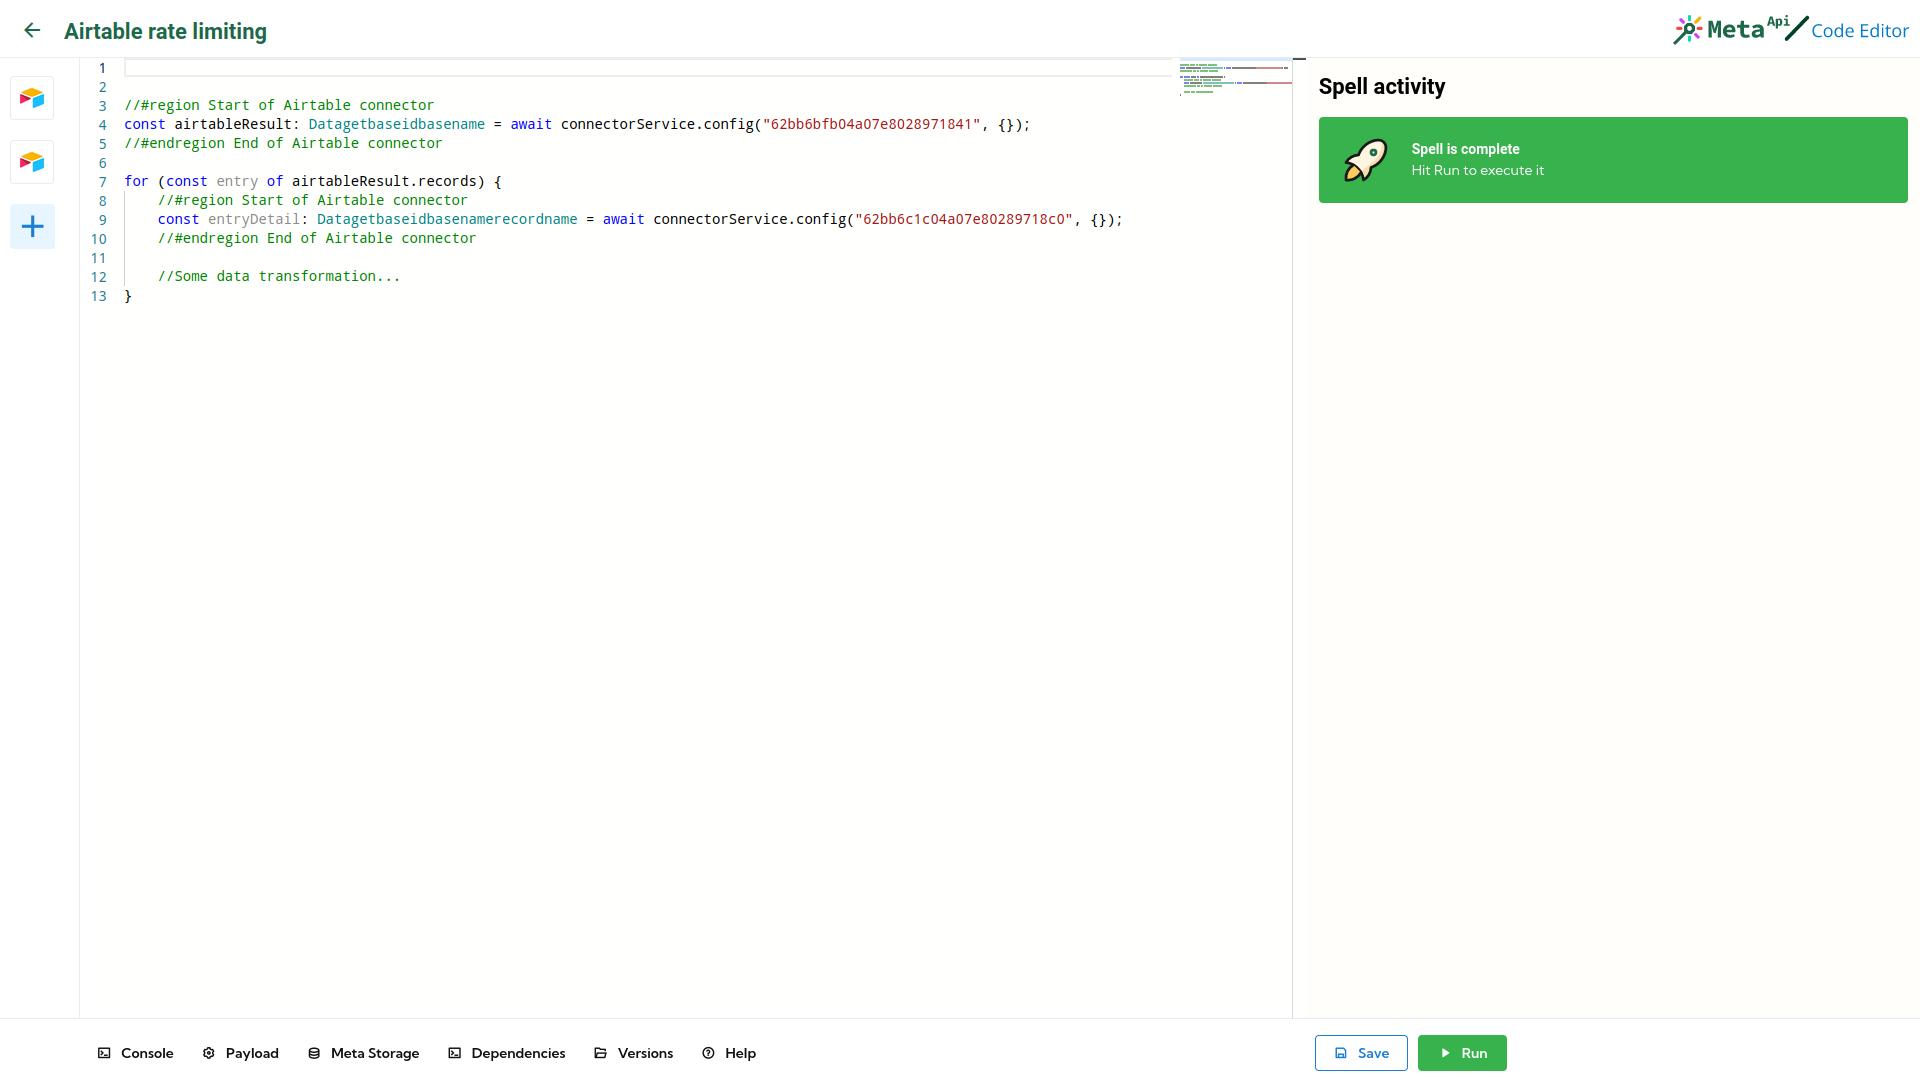 Airtable rate limiting
Meta Api / Code Editor
1
2
3 //#region Start of Airtable connector
4 const airtableResult: Datagetbaseidbasename = await connectorService.config("62bb6bfb04a07e8028971841", {});
5 //#endregion End of Airtable connector
6
7 for (const entry of airtableResult.records) {
8 //#region Start of Airtable connector
9 const entryDetail: Datagetbaseidbasenamerecordname = await connectorService.config("62bb6c1c04a07e80289718c0", {});
10 //#endregion End of Airtable connector
11
12 //Some data transformation...
13 }
Spell activity
Spell is complete
Hit Run to execute it
Console Payload Meta Storage Dependencies Versions Help
Save Run